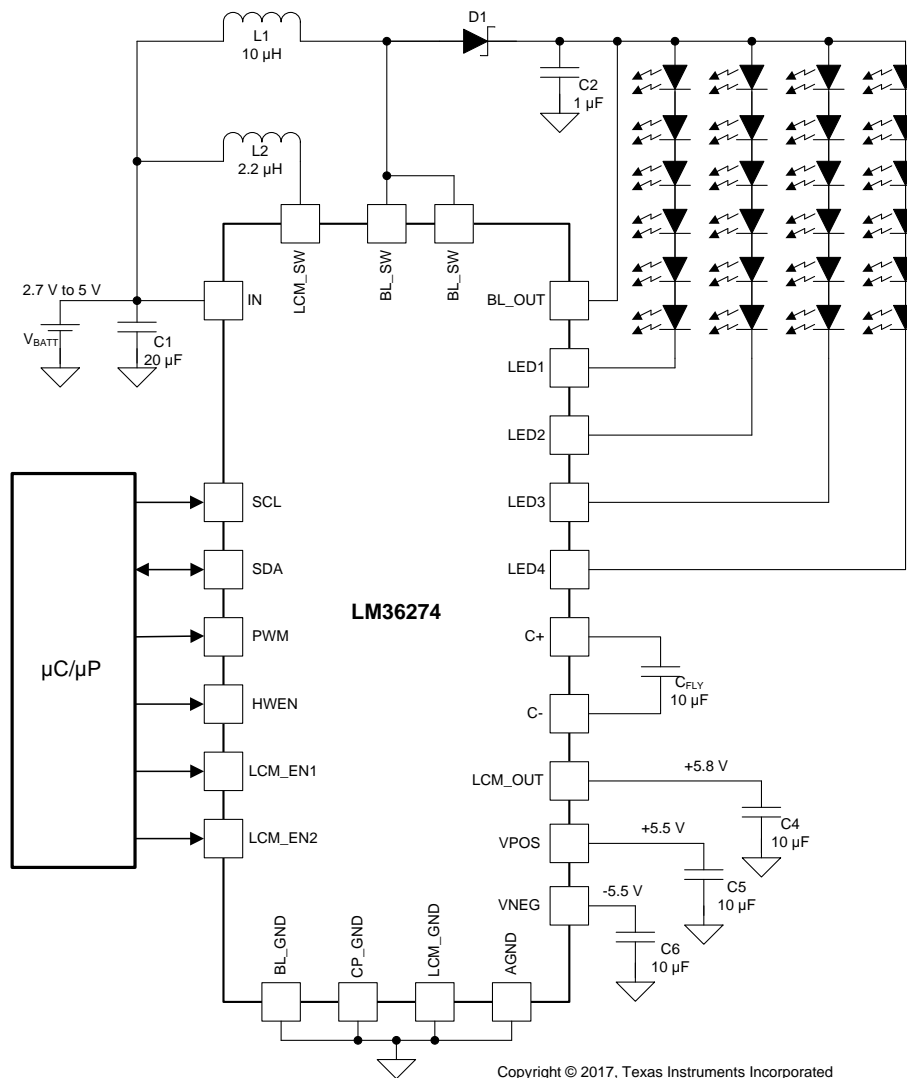 D1
L1
10 µH
C2
1 µF
L2
2.2 µH
LCM_SW
BL_SW
BL_SW
2.7 V to 5 V
IN
BL_OUT
VBATT
C1
20 µF
LED1
LED2
SCL
LED3
SDA
LED4
LM36274
PWM
C+
µC/µP
CFLY
10 µF
HWEN
C-
LCM_EN1
LCM_OUT
+5.8 V
C4
10 µF
LCM_EN2
VPOS
+5.5 V
C5
10 µF
VNEG
-5.5 V
C6
10 µF
BL_GND
CP_GND
LCM_GND
AGND
Copyright © 2017, Texas Instruments Incorporated